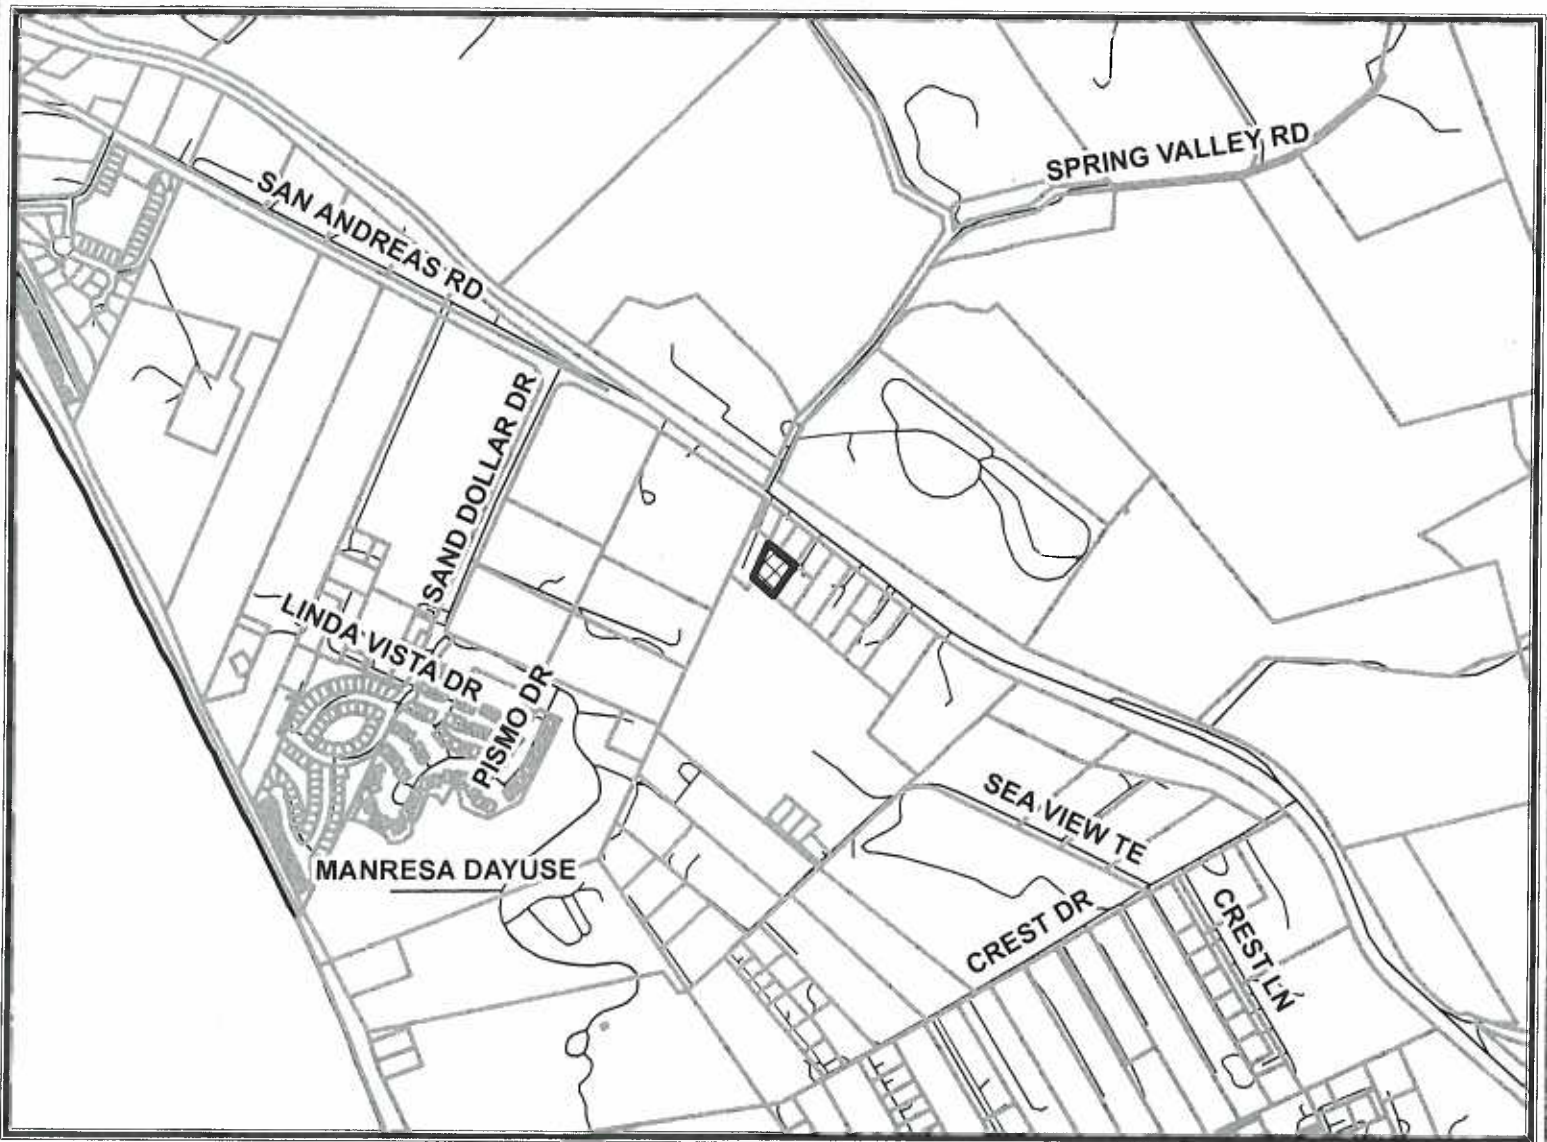 SPRING VALLEY RD
SAN ANDREAS RD
SAND DOLLAR DR
LINDA VISTA DR
PISMO DR
SEA VIEW TE
MANRESA DAYUSE
CREST DR
CREST LN